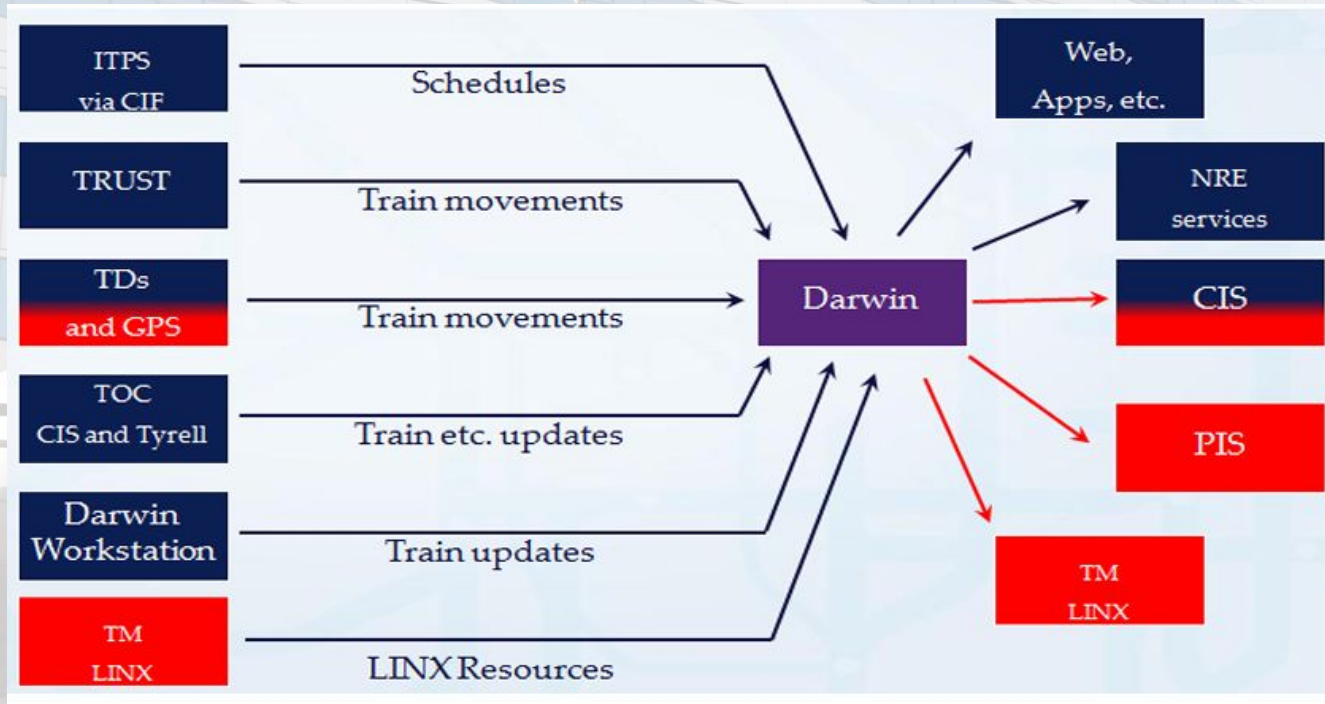 ITPS
via CIF
Schedules
TRUST
Train movements
TDs
and GPS
Train movements
TOC
CIS and Tyrell
Train etc. updates
Darwin
Workstation
Train updates
TM
LINX
LINX Resources
Darwin
Web,
Apps, etc.
NRE
services
CIS
PIS
TM
LINX